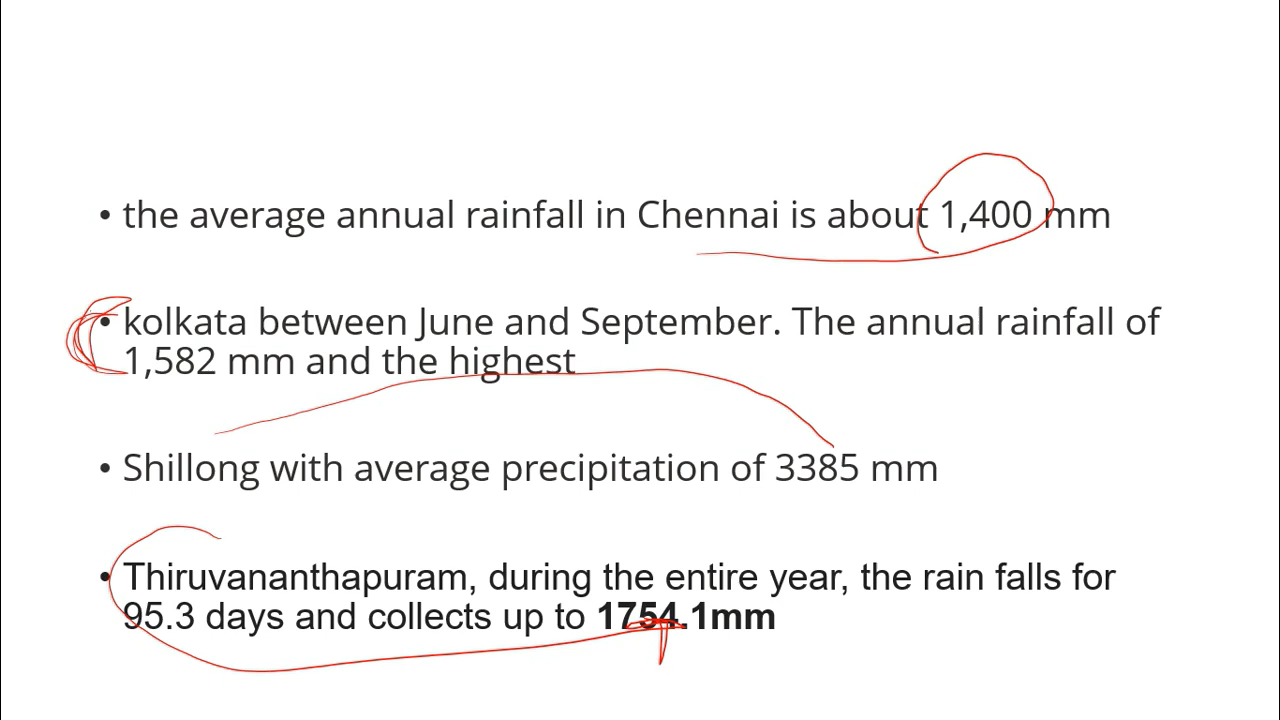 • the average annual rainfall in Chennai is about 1,400 mm
• kolkata between June and September. The annual rainfall of
1,582 mm and the highest
• Shillong with average precipitation of 3385 mm
• Thiruvananthapuram, during the entire year, the rain falls for
95.3 days and collects up to 1754.1mm